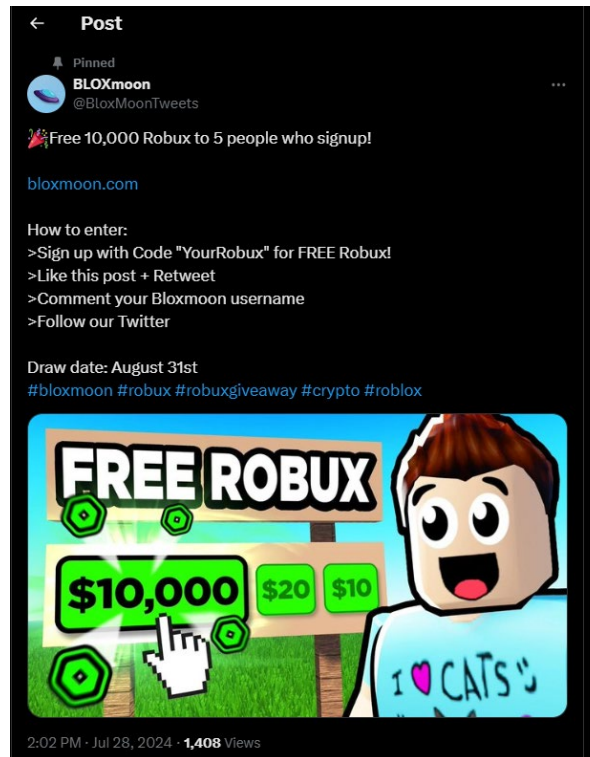 Post
Pinned
BLOXmoon
@BloxMoonTweets
🎉Free 10,000 Robux to 5 people who signup!
bloxmoon.com
How to enter:
>Sign up with Code "YourRobux" for FREE Robux!
>Like this post + Retweet
>Comment your Bloxmoon username
>Follow our Twitter
Draw date: August 31st
#bloxmoon #robux #robuxgiveaway #crypto #roblox
FREE ROBUX
$10,000 $20 $10
I ♥ CATS
2:02 PM · Jul 28, 2024 · 1,408 Views